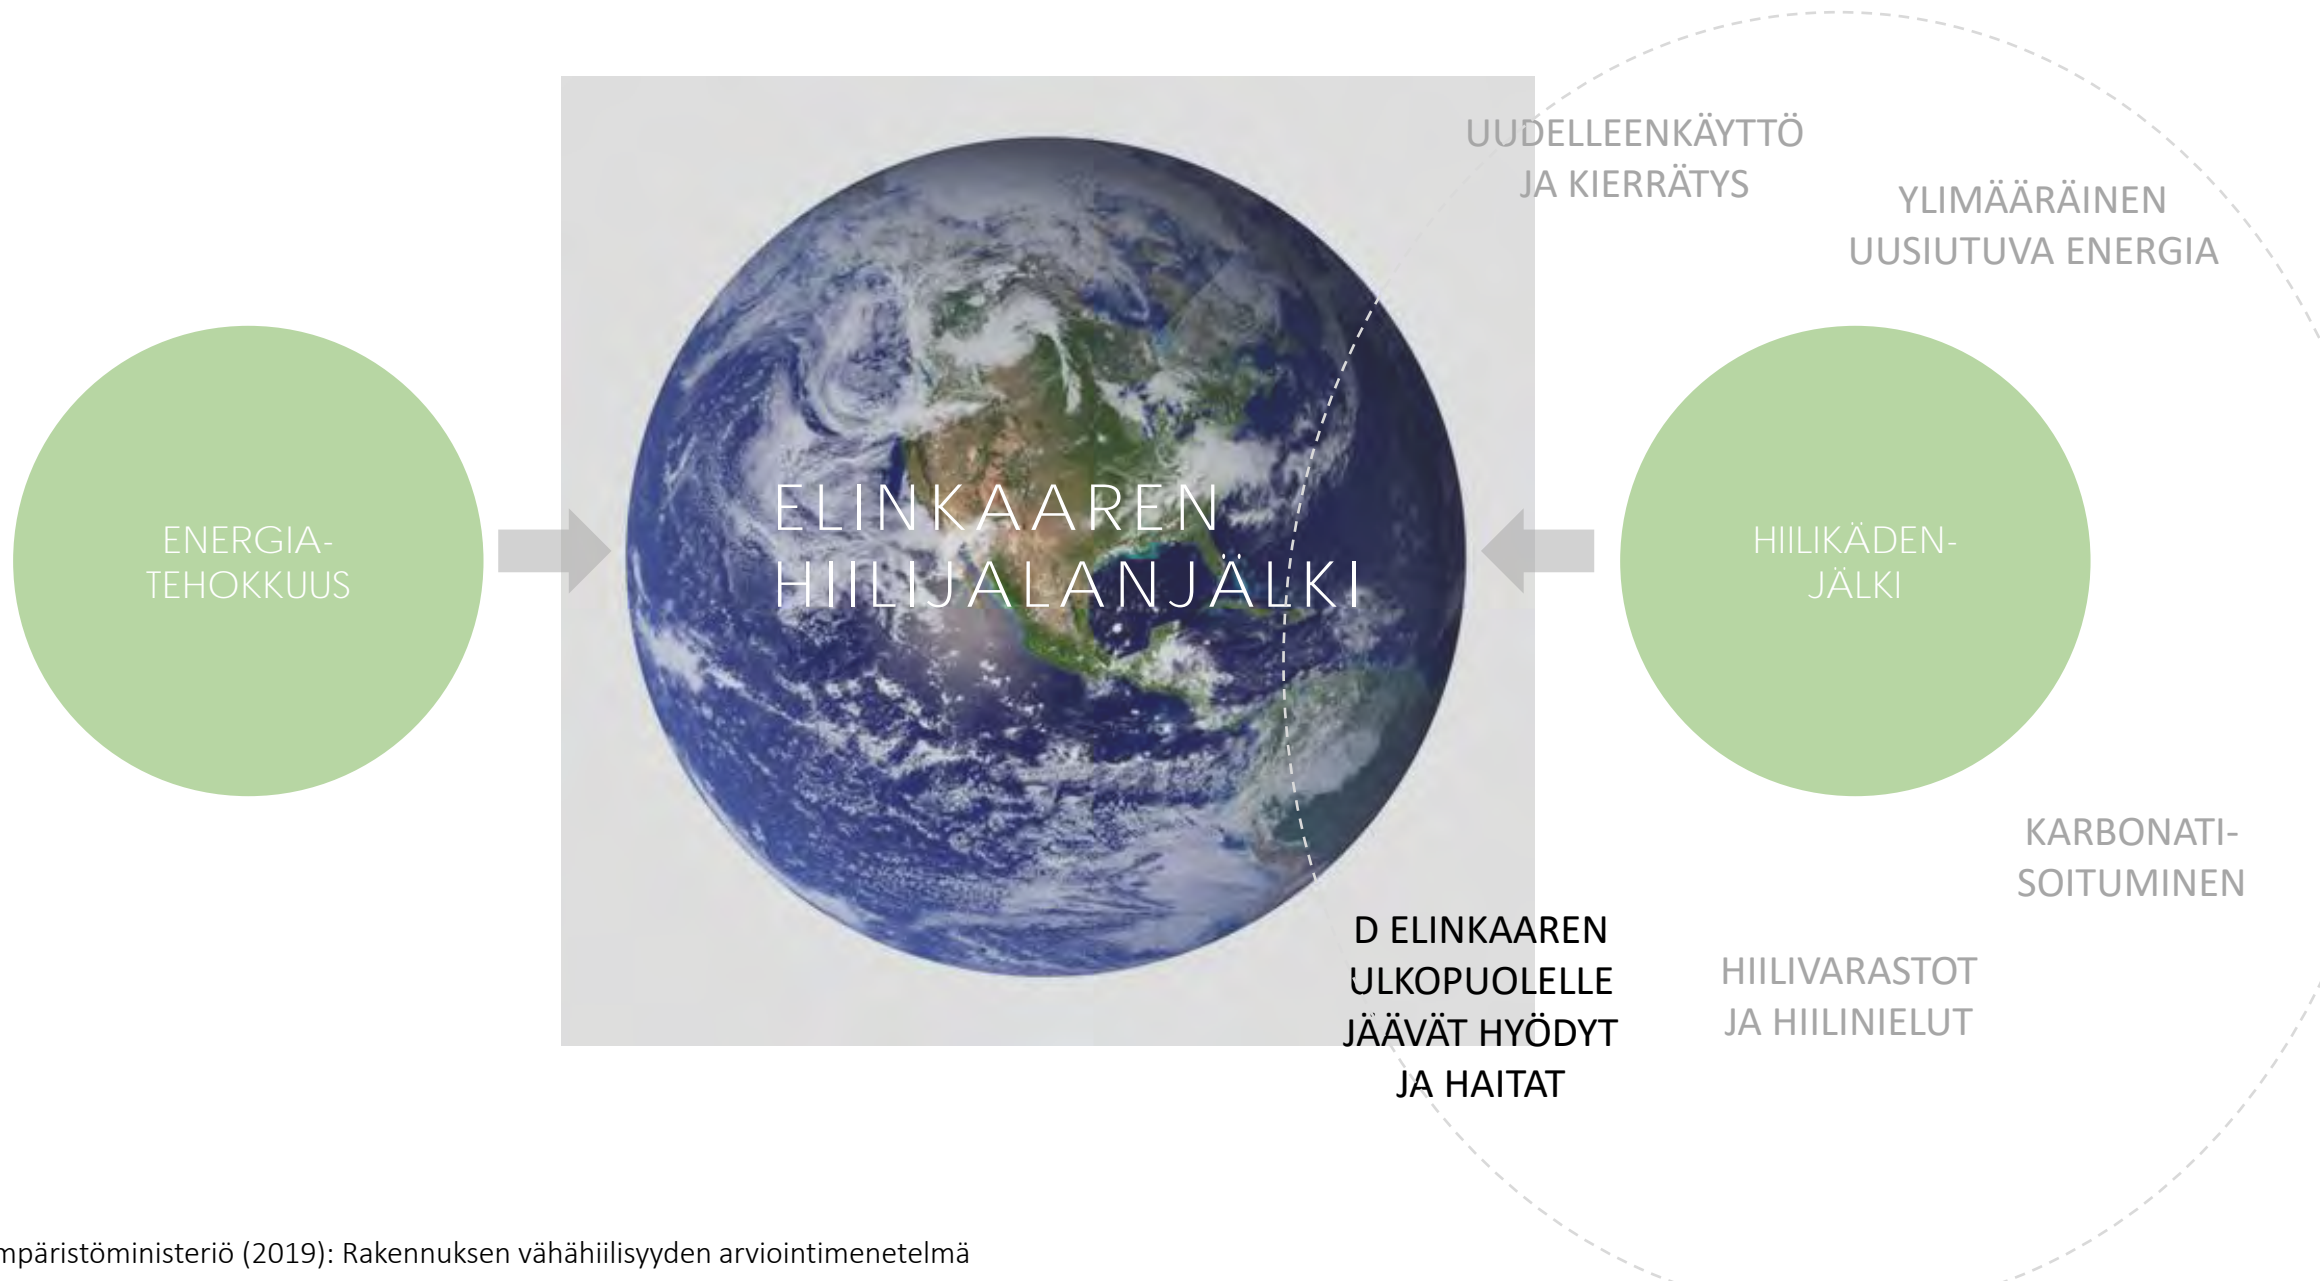 UUDELLEENKÄYTTÖ
JA KIERRÄTYS
YLIMÄÄRÄINEN
UUSIUTUVA ENERGIA
ENERGIA-
TEHOKKUUS
ELINKAAREN
HIILIJALANJÄLKI
HIILIKÄDEN-
JÄLKI
KARBONATI-
SOITUMINEN
D ELINKAAREN
ULKOPUOLELLE
JÄÄVÄT HYÖDYT
JA HAITAT
HIILIVARASTOT
JA HIILINIELUT
mpäristöministeriö (2019): Rakennuksen vähähiilisyyden arviointimenetelmä